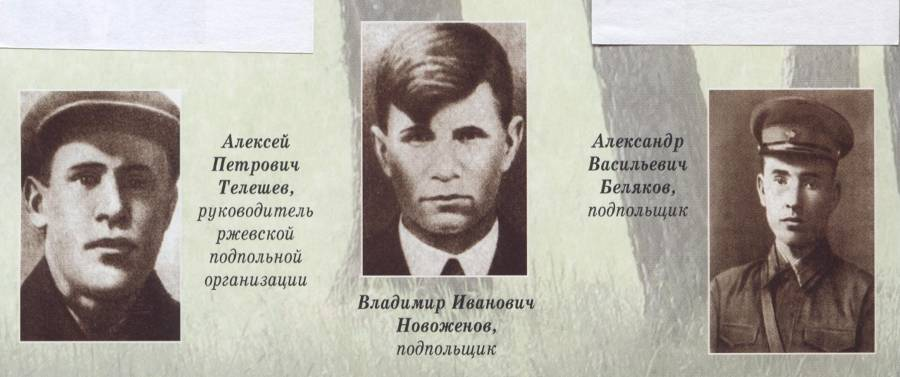 Алексей
Петрович
Телешев,
руководитель
ржевской
подпольной
организации
Владимир Иванович
Новоженов,
подпольщик
Александр
Васильевич
Беляков,
подпольщик